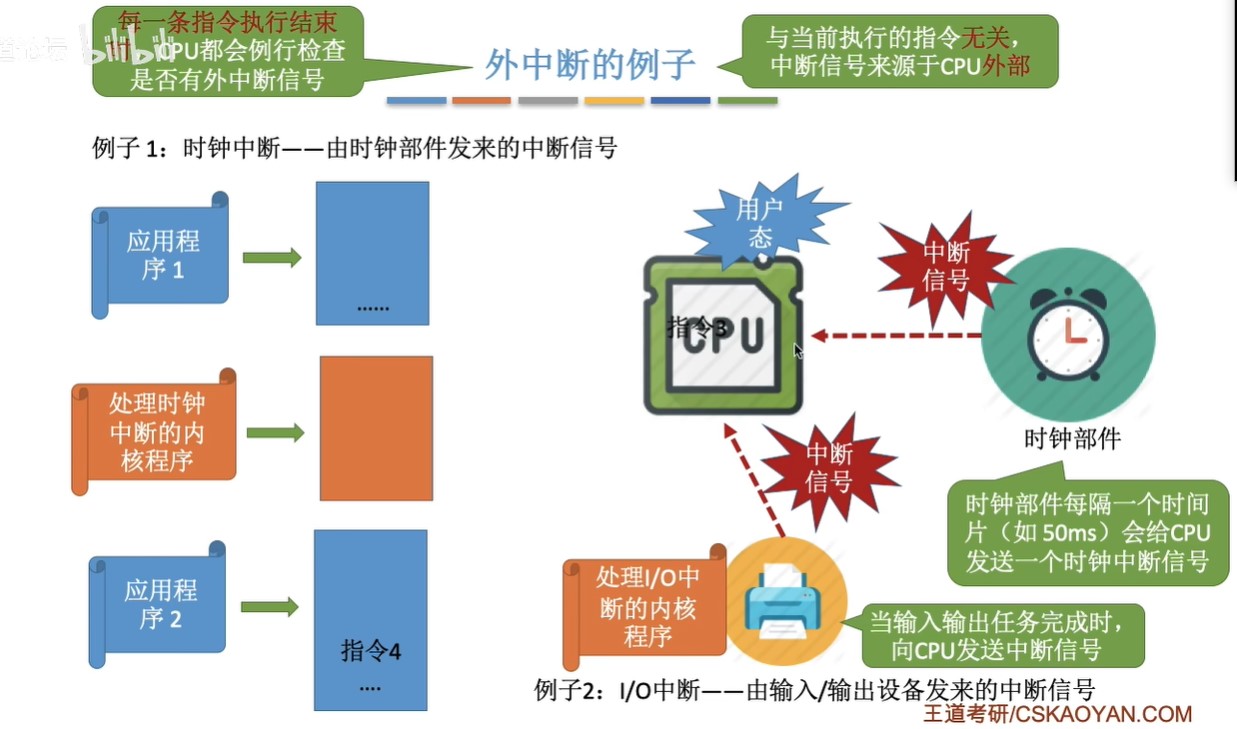 每一条指令执行结束
时，CPU都会例行检查
是否有外中断信号
bilibili
外中断的例子
与当前执行的指令无关，
中断信号来源于CPU外部
例子 1：时钟中断——由时钟部件发来的中断信号
应用程
序 1
......
用户
态
中断
信号
指令3
CPU
时钟部件
处理时钟
中断的内
核程序
中断
信号
时钟部件每隔一个时间
片（如 50ms）会给CPU
发送一个时钟中断信号
应用程
序 2
指令4
....
处理I/O中
断的内核
程序
当输入输出任务完成时，
向CPU发送中断信号
例子2：I/O中断——由输入/输出设备发来的中断信号
王道考研/CSKAOYAN.COM